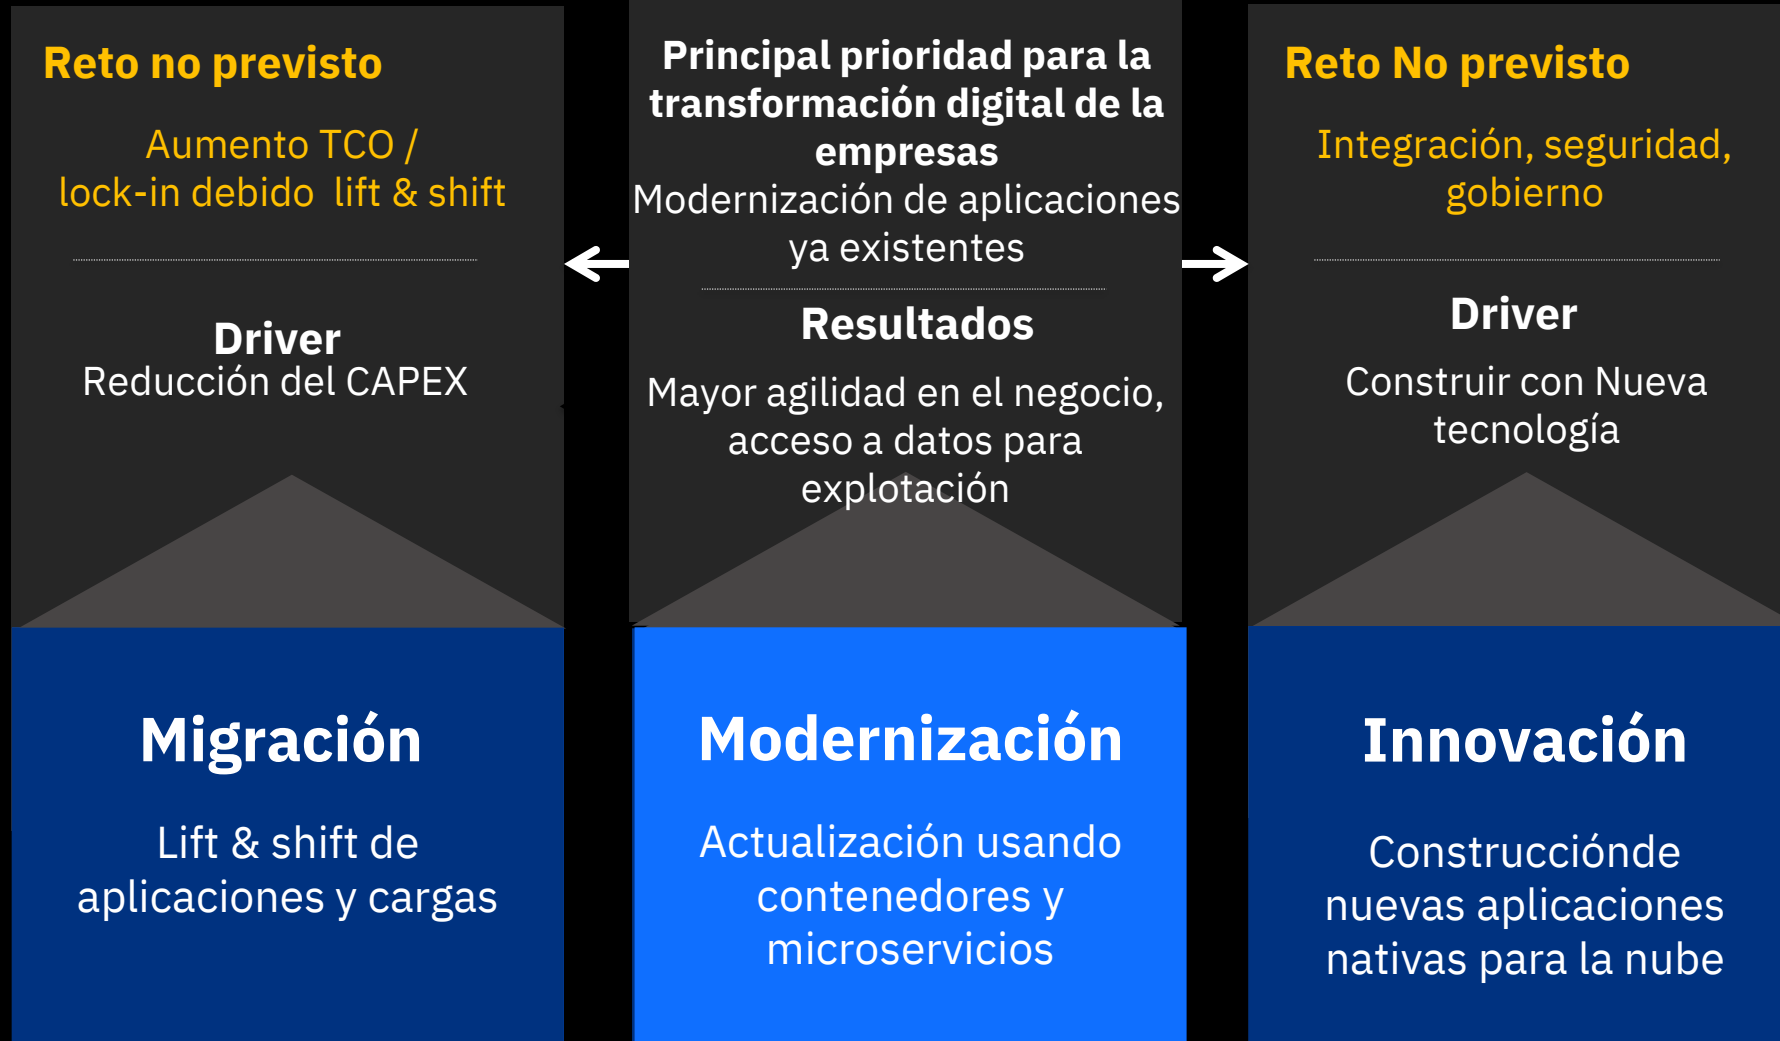 Reto no previsto
Aumento TCO /
lock-in debido lift & shift
Driver
Reducción del CAPEX
Migración
Lift & shift de
aplicaciones y cargas
Principal prioridad para la
transformación digital de la
empresas
Modernización de aplicaciones
ya existentes
Resultados
Mayor agilidad en el negocio,
acceso a datos para
explotación
Modernización
Actualización usando
contenedores y
microservicios
Reto No previsto
Integración, seguridad,
gobierno
Driver
Construir con Nueva
tecnología
Innovación
Construcciónde
nuevas aplicaciones
nativas para la nube